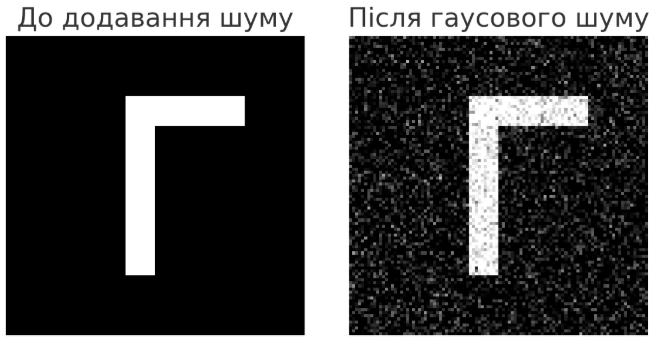 До додавання шуму
Після гаусового шуму
Г
Г